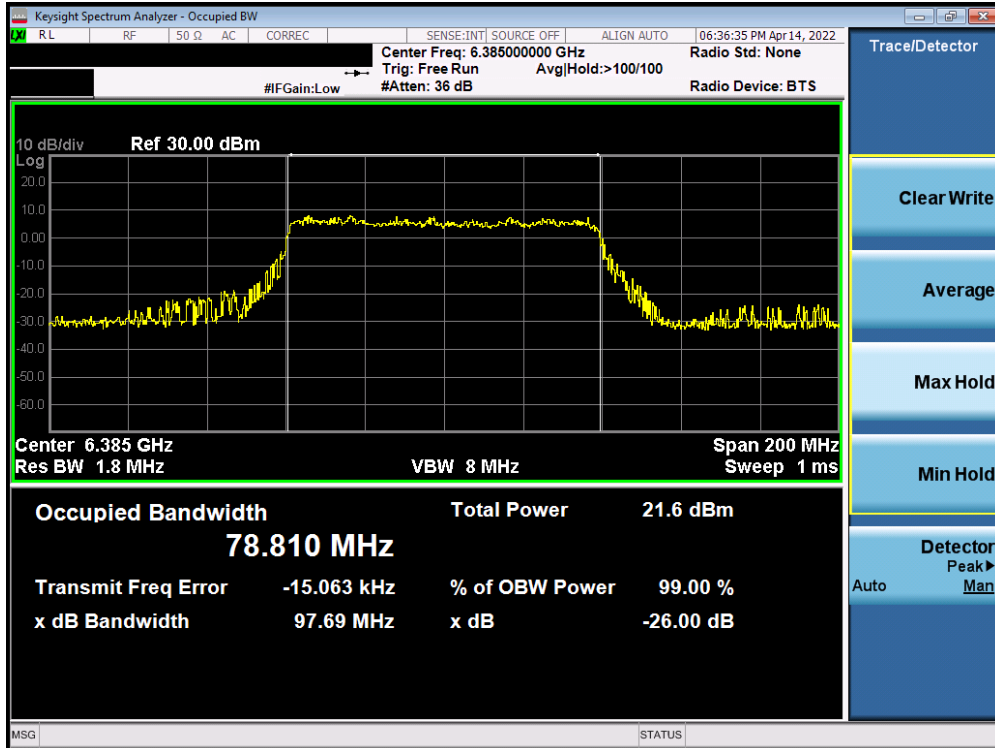 Keysight Spectrum Analyzer - Occupied BW
LXI RL RF 50 Ω AC CORREC SENSE:INT SOURCE OFF ALIGN AUTO 06:36:35 PM Apr 14, 2022
Center Freq: 6.385000000 GHz Radio Std: None
Trig: Free Run Avg|Hold:>100/100
#IFGain:Low #Atten: 36 dB Radio Device: BTS
10 dB/div Ref 30.00 dBm
Log
20.0
10.0
0.00
-10.0
-20.0
-30.0
-40.0
-50.0
-60.0
Center 6.385 GHz Span 200 MHz
Res BW 1.8 MHz VBW 8 MHz Sweep 1 ms
Occupied Bandwidth Total Power 21.6 dBm
78.810 MHz
Transmit Freq Error -15.063 kHz % of OBW Power 99.00 %
x dB Bandwidth 97.69 MHz x dB -26.00 dB
MSG STATUS
Trace/Detector
Clear Write
Average
Max Hold
Min Hold
Detector
Peak▶
Auto Man